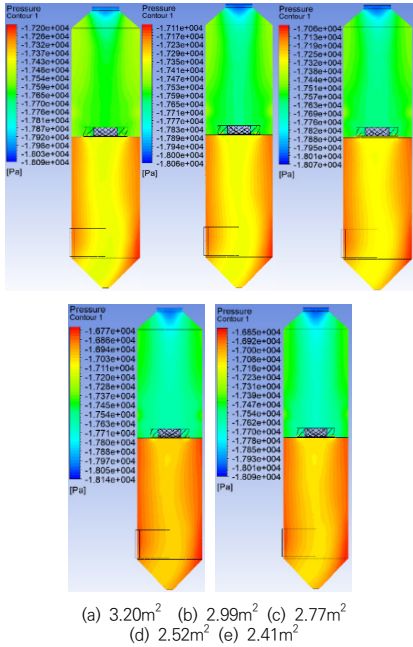 Pressure
Contour 1
-1.720e+004
-1.726e+004
-1.732e+004
-1.737e+004
-1.743e+004
-1.748e+004
-1.754e+004
-1.759e+004
-1.765e+004
-1.770e+004
-1.776e+004
-1.781e+004
-1.787e+004
-1.792e+004
-1.798e+004
-1.803e+004
-1.809e+004
[Pa]
Pressure
Contour 1
-1.711e+004
-1.717e+004
-1.723e+004
-1.729e+004
-1.735e+004
-1.741e+004
-1.747e+004
-1.753e+004
-1.759e+004
-1.765e+004
-1.771e+004
-1.777e+004
-1.783e+004
-1.789e+004
-1.794e+004
-1.800e+004
-1.806e+004
[Pa]
Pressure
Contour 1
-1.706e+004
-1.713e+004
-1.719e+004
-1.725e+004
-1.732e+004
-1.738e+004
-1.744e+004
-1.751e+004
-1.757e+004
-1.763e+004
-1.769e+004
-1.776e+004
-1.782e+004
-1.788e+004
-1.795e+004
-1.801e+004
-1.807e+004
[Pa]
Pressure
Contour 1
-1.677e+004
-1.686e+004
-1.694e+004
-1.703e+004
-1.711e+004
-1.720e+004
-1.728e+004
-1.737e+004
-1.745e+004
-1.754e+004
-1.763e+004
-1.771e+004
-1.780e+004
-1.788e+004
-1.797e+004
-1.805e+004
-1.814e+004
[Pa]
Pressure
Contour 1
-1.685e+004
-1.692e+004
-1.700e+004
-1.708e+004
-1.716e+004
-1.723e+004
-1.731e+004
-1.739e+004
-1.747e+004
-1.754e+004
-1.762e+004
-1.770e+004
-1.778e+004
-1.785e+004
-1.793e+004
-1.801e+004
-1.809e+004
[Pa]
(a) 3.20m² (b) 2.99m² (c) 2.77m²
(d) 2.52m² (e) 2.41m²